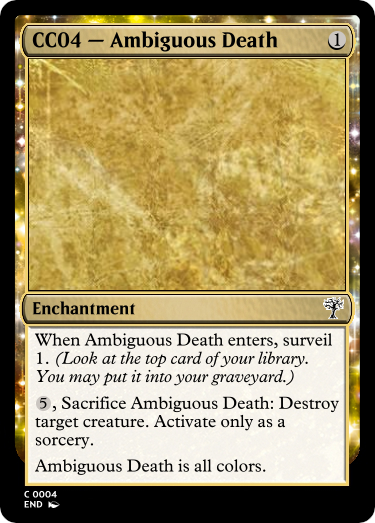 CC04 — Ambiguous Death 1
Enchantment
When Ambiguous Death enters, surveil
1. (Look at the top card of your library.
You may put it into your graveyard.)
5, Sacrifice Ambiguous Death: Destroy
target creature. Activate only as a
sorcery.
Ambiguous Death is all colors.
C 0004
END